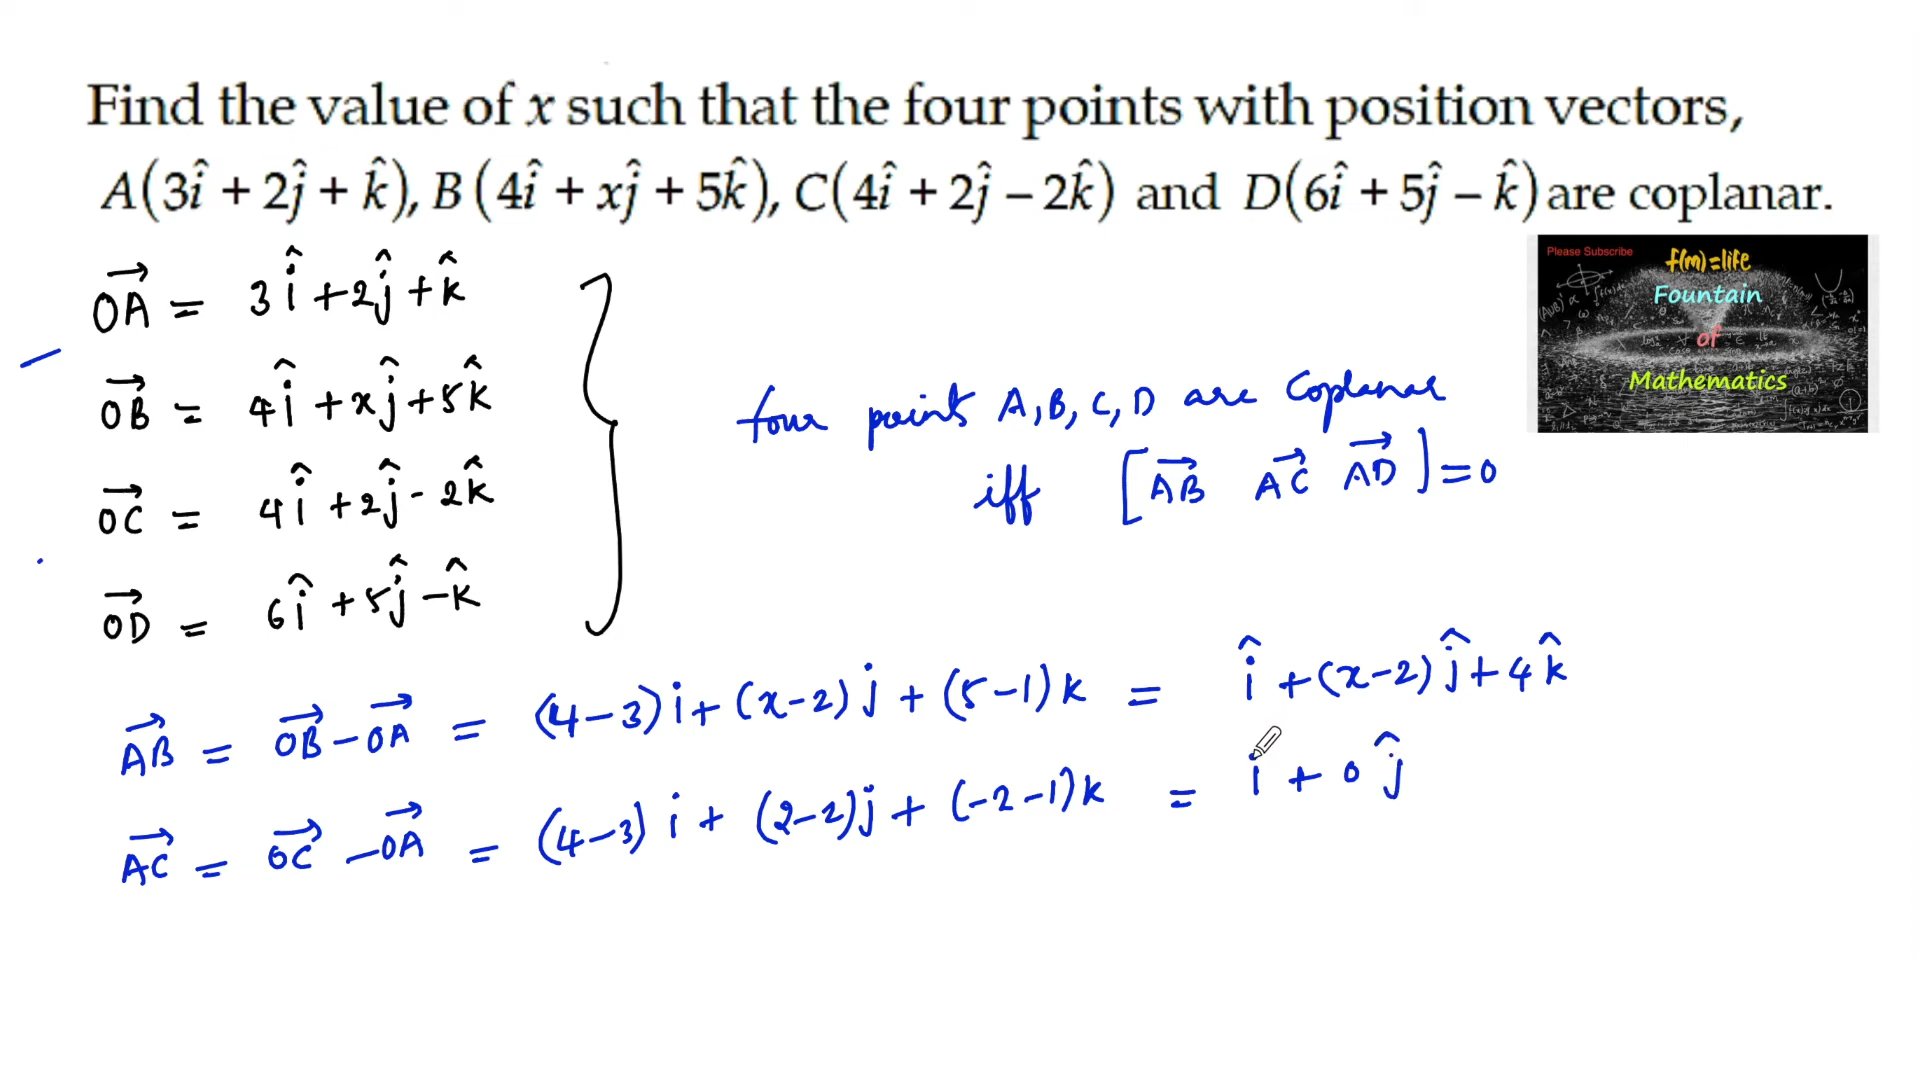 Find the value of x such that the four points with position vectors,
A(3î + 2ĵ + k̂), B(4î + xĵ + 5k̂), C(4î + 2ĵ – 2k̂) and D(6î + 5ĵ – k̂) are coplanar.
Please Subscribe
f(m)=life
Fountain
of
Mathematics
OA⃗ = 3î + 2ĵ + k̂
OB⃗ = 4î + xĵ + 5k̂
OC⃗ = 4î + 2ĵ - 2k̂
OD⃗ = 6î + 5ĵ - k̂
four points A, B, C, D are Coplanar
iff [AB⃗ AC⃗ AD⃗] = 0
AB⃗ = OB⃗ - OA⃗ = (4-3)i + (x-2)j + (5-1)k = î + (x-2)ĵ + 4k̂
AC⃗ = OC⃗ - OA⃗ = (4-3)i + (2-2)j + (-2-1)k = i + 0ĵ